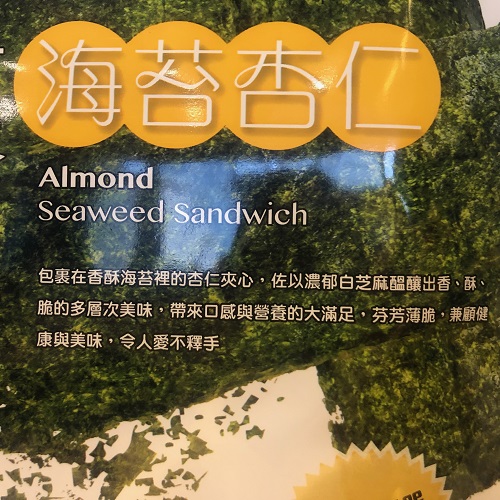 海苔杏仁
Almond
Seaweed Sandwich
包裹在香酥海苔裡的杏仁夾心，佐以濃郁白芝麻醞釀出香、酥、
脆的多層次美味，帶來口感與營養的大滿足，芬芳薄脆，兼顧健
康與美味，令人愛不釋手